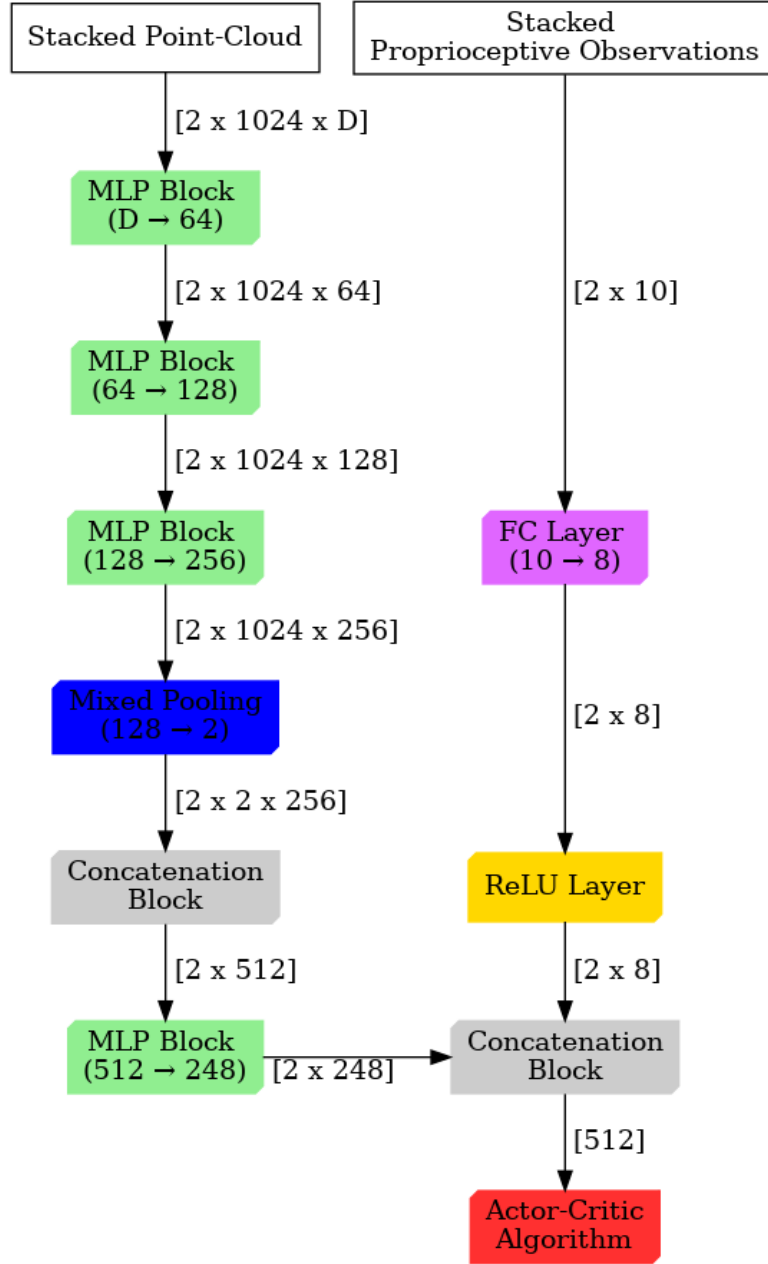 Stacked Point-Cloud
Stacked
Proprioceptive Observations
[2 x 1024 x D]
MLP Block
(D → 64)
[2 x 1024 x 64]
[2 x 10]
MLP Block
(64 → 128)
[2 x 1024 x 128]
MLP Block
(128 → 256)
FC Layer
(10 → 8)
[2 x 1024 x 256]
Mixed Pooling
(128 → 2)
[2 x 8]
[2 x 2 x 256]
Concatenation
Block
ReLU Layer
[2 x 512]
[2 x 8]
MLP Block
(512 → 248)
[2 x 248]
Concatenation
Block
[512]
Actor-Critic
Algorithm